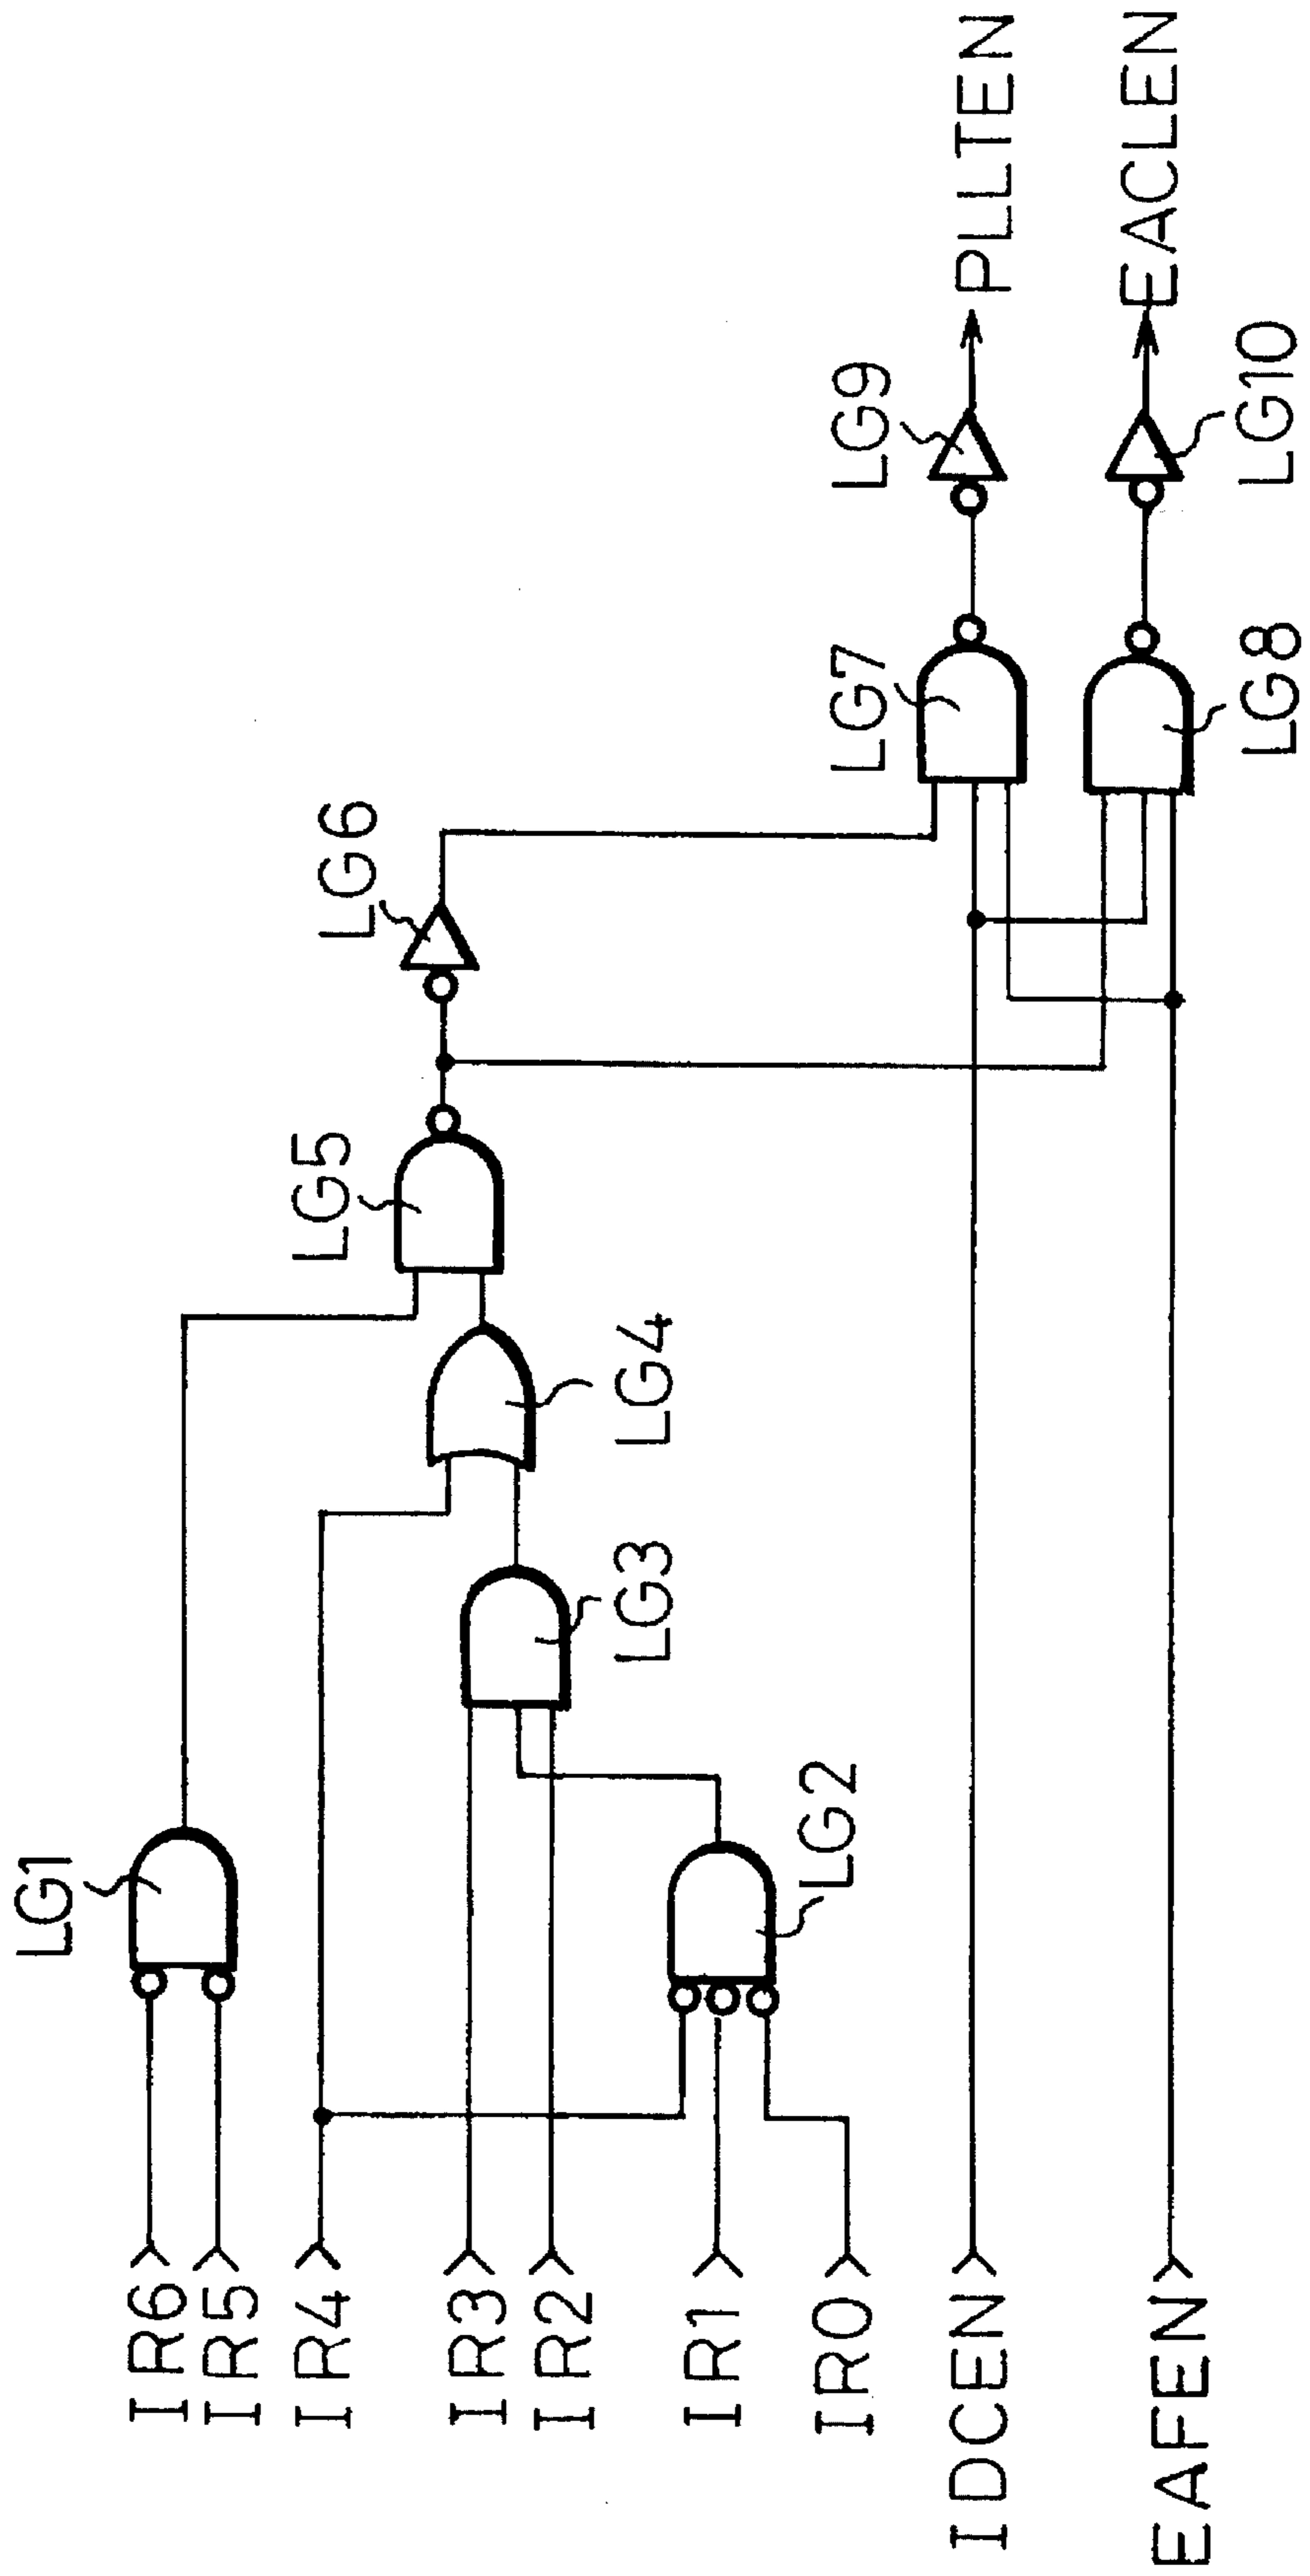 IR6
IR5
IR4
IR3
IR2
IR1
IR0
IDCEN
EAFEN
LG1
LG2
LG3
LG4
LG5
LG6
LG7
LG8
LG9
LG10
PLLTEN
EACLEN